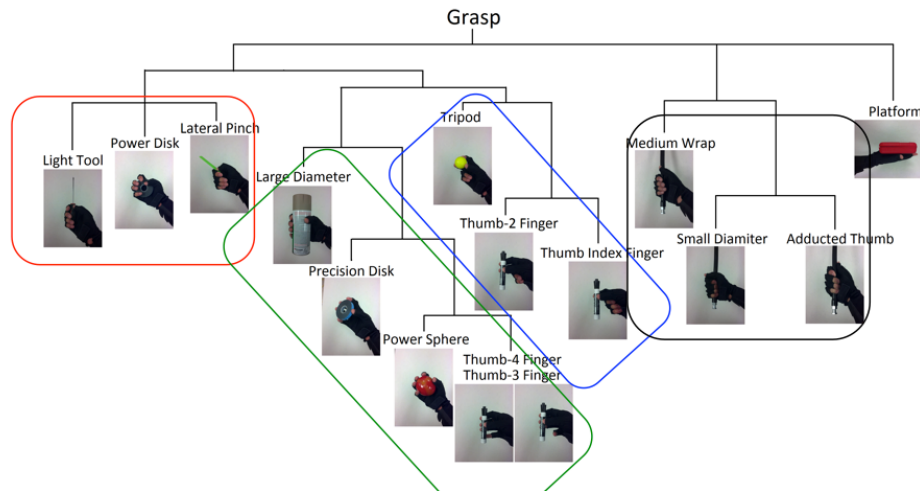 Grasp
Light Tool
Power Disk
Lateral Pinch
Large Diameter
Precision Disk
Power Sphere
Thumb-4 Finger
Thumb-3 Finger
Tripod
Thumb-2 Finger
Thumb Index Finger
Medium Wrap
Small Diamiter
Adducted Thumb
Platform